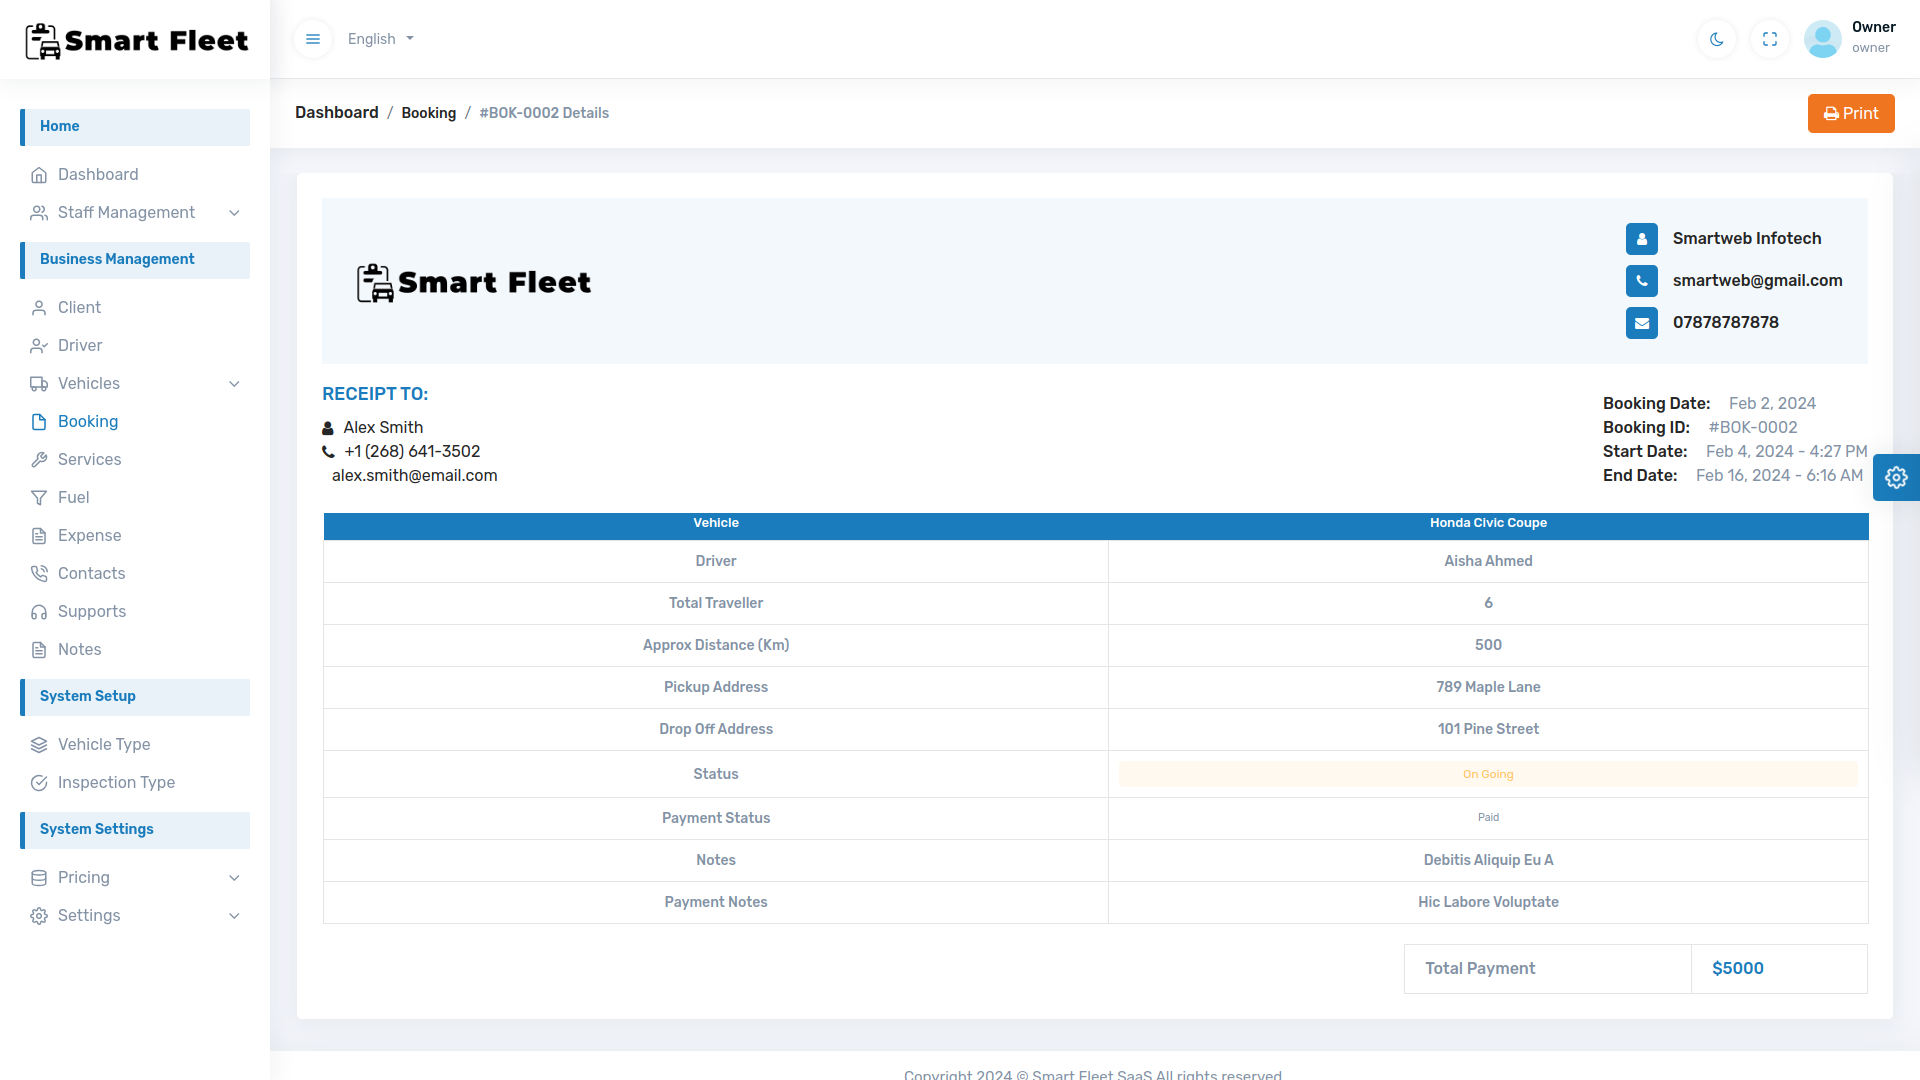 Smart Fleet
English
Owner
owner
Dashboard / Booking / #BOK-0002 Details
Print
Home
Dashboard
Staff Management
Business Management
Client
Driver
Vehicles
Booking
Services
Fuel
Expense
Contacts
Supports
Notes
System Setup
Vehicle Type
Inspection Type
System Settings
Pricing
Settings
Smart Fleet
Smartweb Infotech
smartweb@gmail.com
07878787878
RECEIPT TO:
Alex Smith
+1 (268) 641-3502
alex.smith@email.com
Booking Date: Feb 2, 2024
Booking ID: #BOK-0002
Start Date: Feb 4, 2024 - 4:27 PM
End Date: Feb 16, 2024 - 6:16 AM
Vehicle Honda Civic Coupe
Driver Aisha Ahmed
Total Traveller 6
Approx Distance (Km) 500
Pickup Address 789 Maple Lane
Drop Off Address 101 Pine Street
Status On Going
Payment Status Paid
Notes Debitis Aliquip Eu A
Payment Notes Hic Labore Voluptate
Total Payment $5000
Copyright 2024 © Smart Fleet SaaS All rights reserved